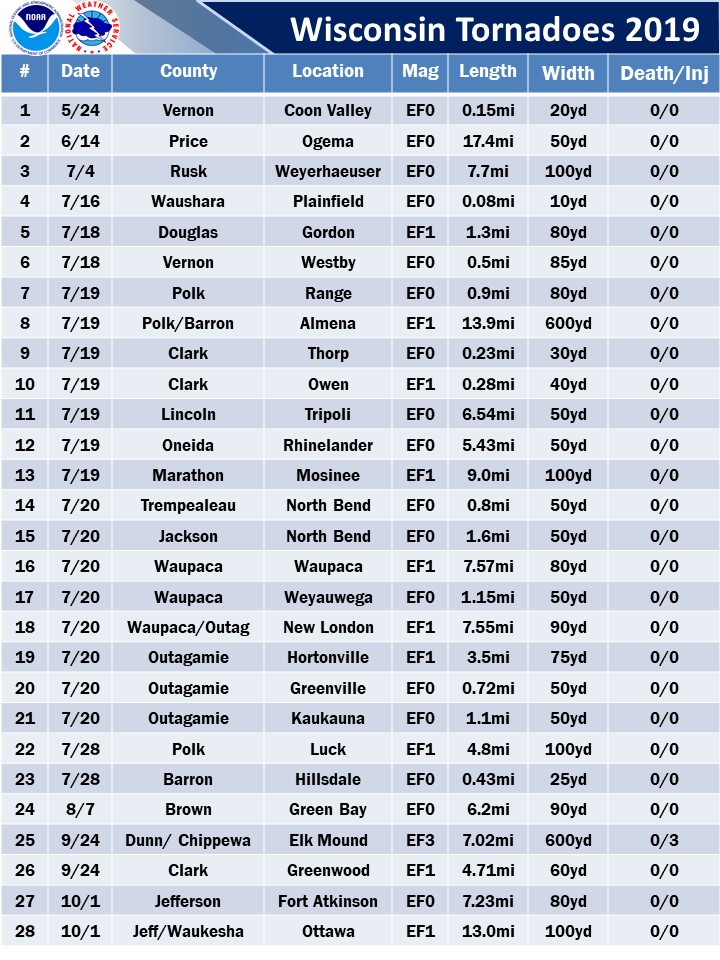 NOAA
NATIONAL WEATHER SERVICE
Wisconsin Tornadoes 2019
# Date County Location Mag Length Width Death/Inj
1 5/24 Vernon Coon Valley EF0 0.15mi 20yd 0/0
2 6/14 Price Ogema EF0 17.4mi 50yd 0/0
3 7/4 Rusk Weyerhaeuser EF0 7.7mi 100yd 0/0
4 7/16 Waushara Plainfield EF0 0.08mi 10yd 0/0
5 7/18 Douglas Gordon EF1 1.3mi 80yd 0/0
6 7/18 Vernon Westby EF0 0.5mi 85yd 0/0
7 7/19 Polk Range EF0 0.9mi 80yd 0/0
8 7/19 Polk/Barron Almena EF1 13.9mi 600yd 0/0
9 7/19 Clark Thorp EF0 0.23mi 30yd 0/0
10 7/19 Clark Owen EF1 0.28mi 40yd 0/0
11 7/19 Lincoln Tripoli EF0 6.54mi 50yd 0/0
12 7/19 Oneida Rhinelander EF0 5.43mi 50yd 0/0
13 7/19 Marathon Mosinee EF1 9.0mi 100yd 0/0
14 7/20 Trempealeau North Bend EF0 0.8mi 50yd 0/0
15 7/20 Jackson North Bend EF0 1.6mi 50yd 0/0
16 7/20 Waupaca Waupaca EF1 7.57mi 80yd 0/0
17 7/20 Waupaca Weyauwega EF0 1.15mi 50yd 0/0
18 7/20 Waupaca/Outag New London EF1 7.55mi 90yd 0/0
19 7/20 Outagamie Hortonville EF1 3.5mi 75yd 0/0
20 7/20 Outagamie Greenville EF0 0.72mi 50yd 0/0
21 7/20 Outagamie Kaukauna EF0 1.1mi 50yd 0/0
22 7/28 Polk Luck EF1 4.8mi 100yd 0/0
23 7/28 Barron Hillsdale EF0 0.43mi 25yd 0/0
24 8/7 Brown Green Bay EF0 6.2mi 90yd 0/0
25 9/24 Dunn/ Chippewa Elk Mound EF3 7.02mi 600yd 0/3
26 9/24 Clark Greenwood EF1 4.71mi 60yd 0/0
27 10/1 Jefferson Fort Atkinson EF0 7.23mi 80yd 0/0
28 10/1 Jeff/Waukesha Ottawa EF1 13.0mi 100yd 0/0